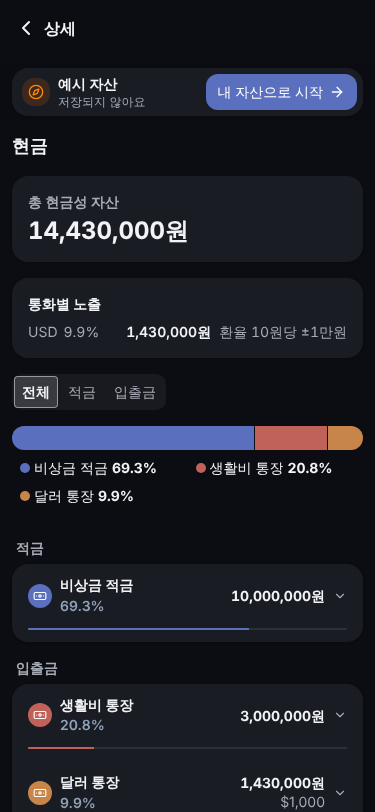 상세
예시 자산
저장되지 않아요
내 자산으로 시작 →
현금
총 현금성 자산
14,430,000원
통화별 노출
USD 9.9% 1,430,000원 환율 10원당 ±1만원
전체 적금 입출금
비상금 적금 69.3% 생활비 통장 20.8%
달러 통장 9.9%
적금
비상금 적금
69.3%
10,000,000원
입출금
생활비 통장
20.8%
3,000,000원
달러 통장
9.9%
1,430,000원
$1,000